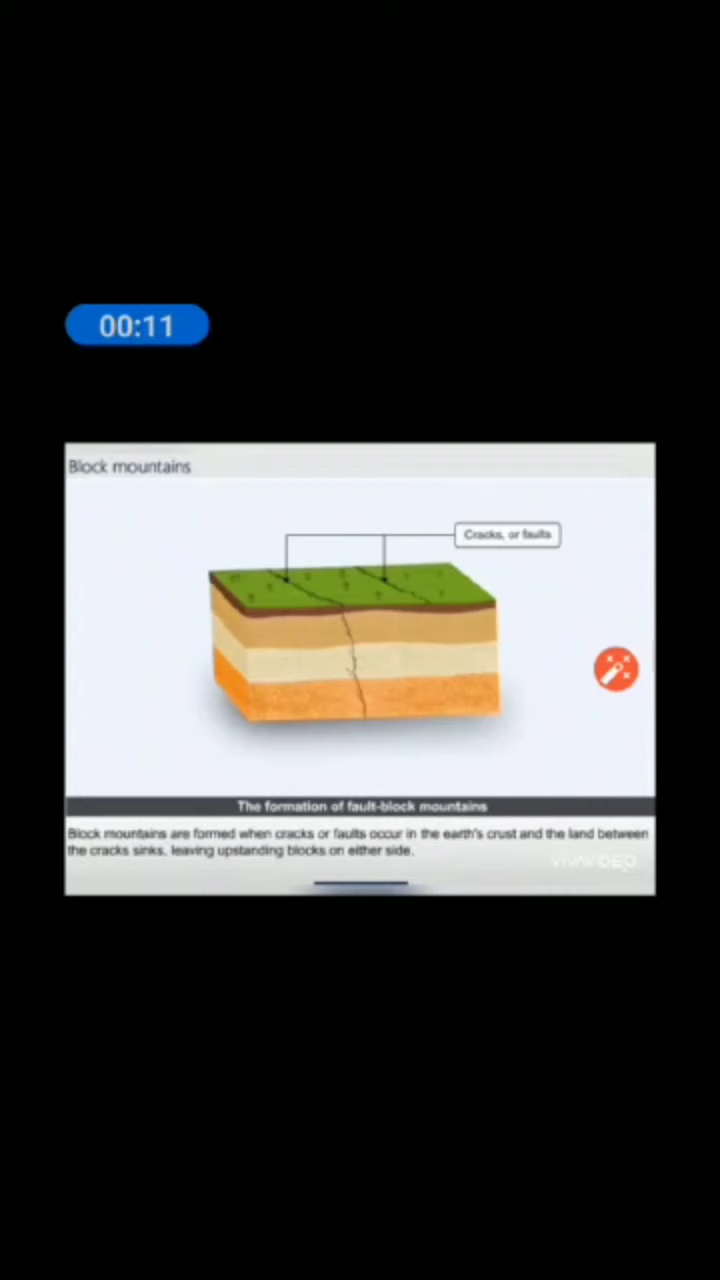 00:11
Block mountains
Cracks, or faults
The formation of fault-block mountains
Block mountains are formed when cracks or faults occur in the earth's crust and the land between
the cracks sinks, leaving upstanding blocks on either side.
VIVAVIDEO